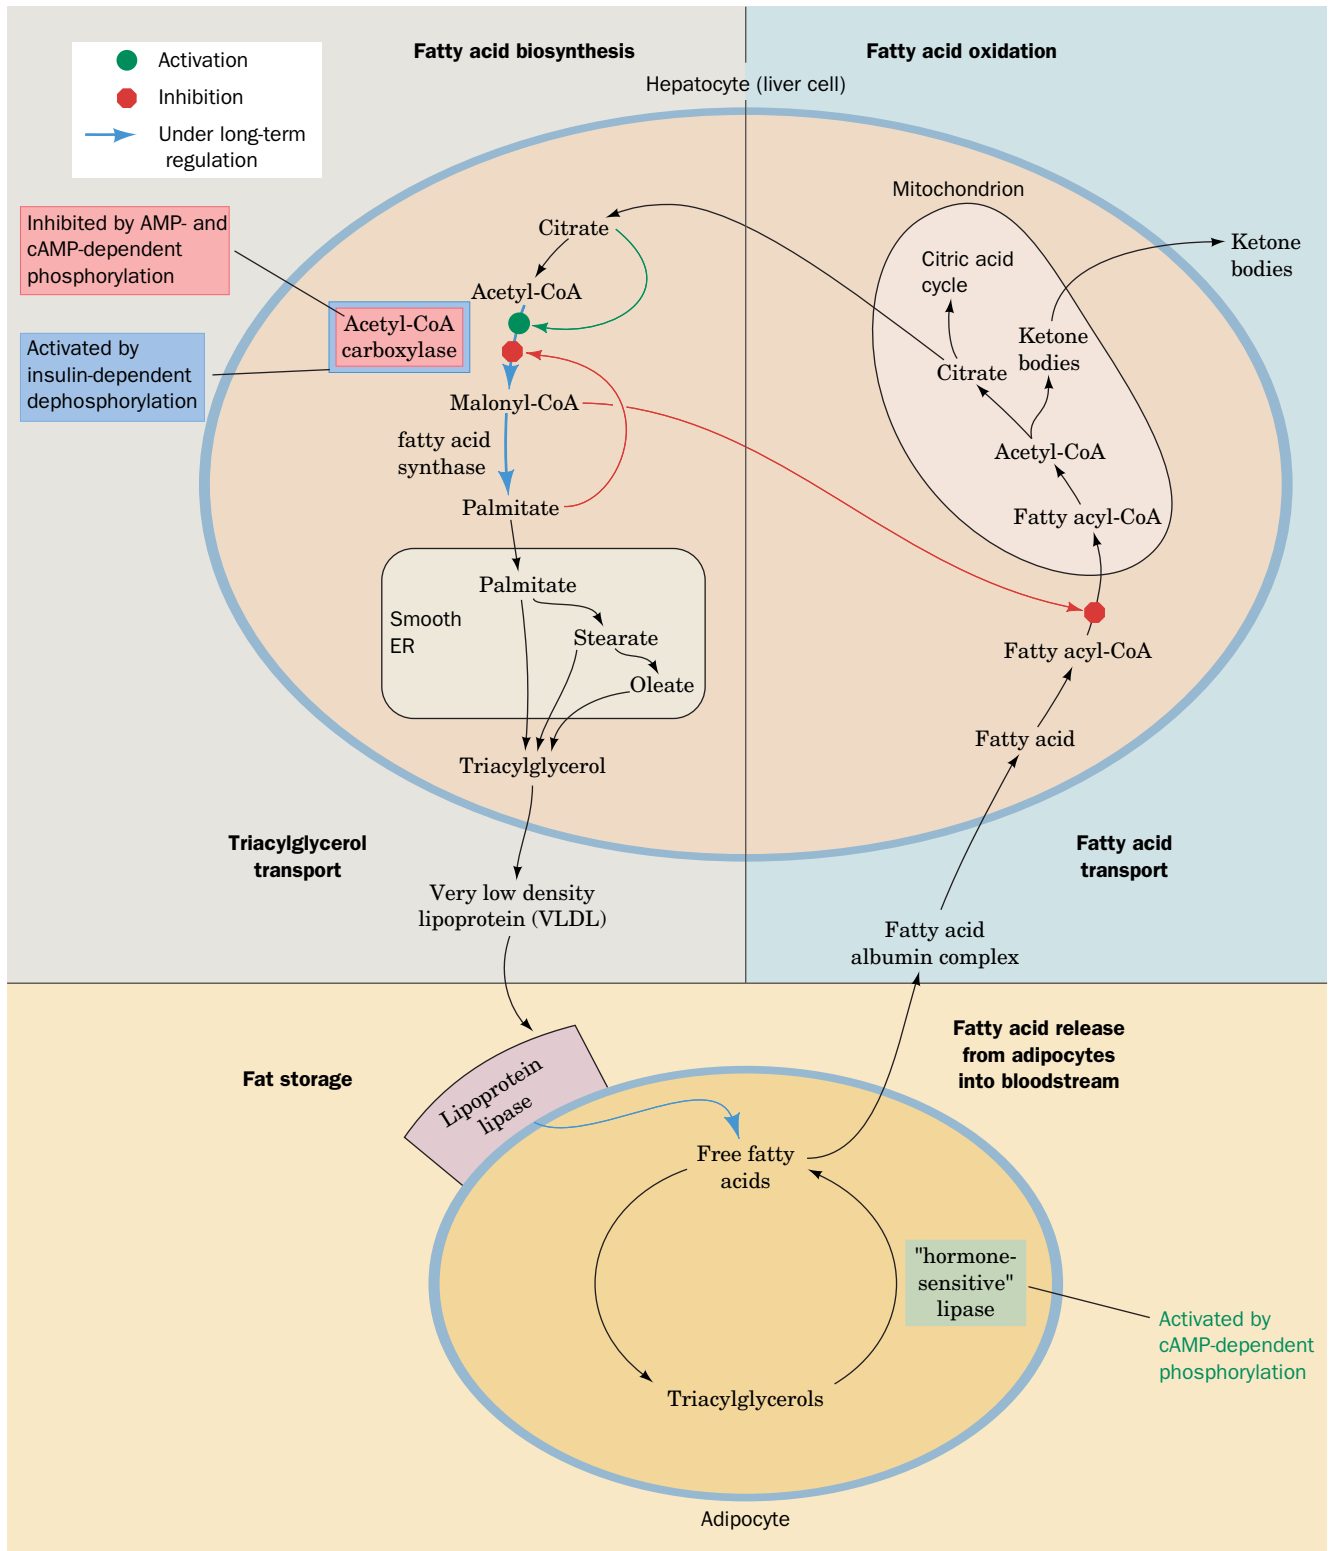 Activation
Inhibition
Under long-term
regulation
Fatty acid biosynthesis
Fatty acid oxidation
Hepatocyte (liver cell)
Inhibited by AMP- and
cAMP-dependent
phosphorylation
Activated by
insulin-dependent
dephosphorylation
Acetyl-CoA
carboxylase
Citrate
Acetyl-CoA
Malonyl-CoA
fatty acid
synthase
Palmitate
Smooth
ER
Palmitate
Stearate
Oleate
Triacylglycerol
Mitochondrion
Citric acid
cycle
Ketone
bodies
Ketone
bodies
Citrate
Acetyl-CoA
Fatty acyl-CoA
Fatty acyl-CoA
Fatty acid
Triacylglycerol
transport
Fatty acid
transport
Very low density
lipoprotein (VLDL)
Fatty acid
albumin complex
Fat storage
Fatty acid release
from adipocytes
into bloodstream
Lipoprotein
lipase
Free fatty
acids
"hormone-
sensitive"
lipase
Activated by
cAMP-dependent
phosphorylation
Triacylglycerols
Adipocyte